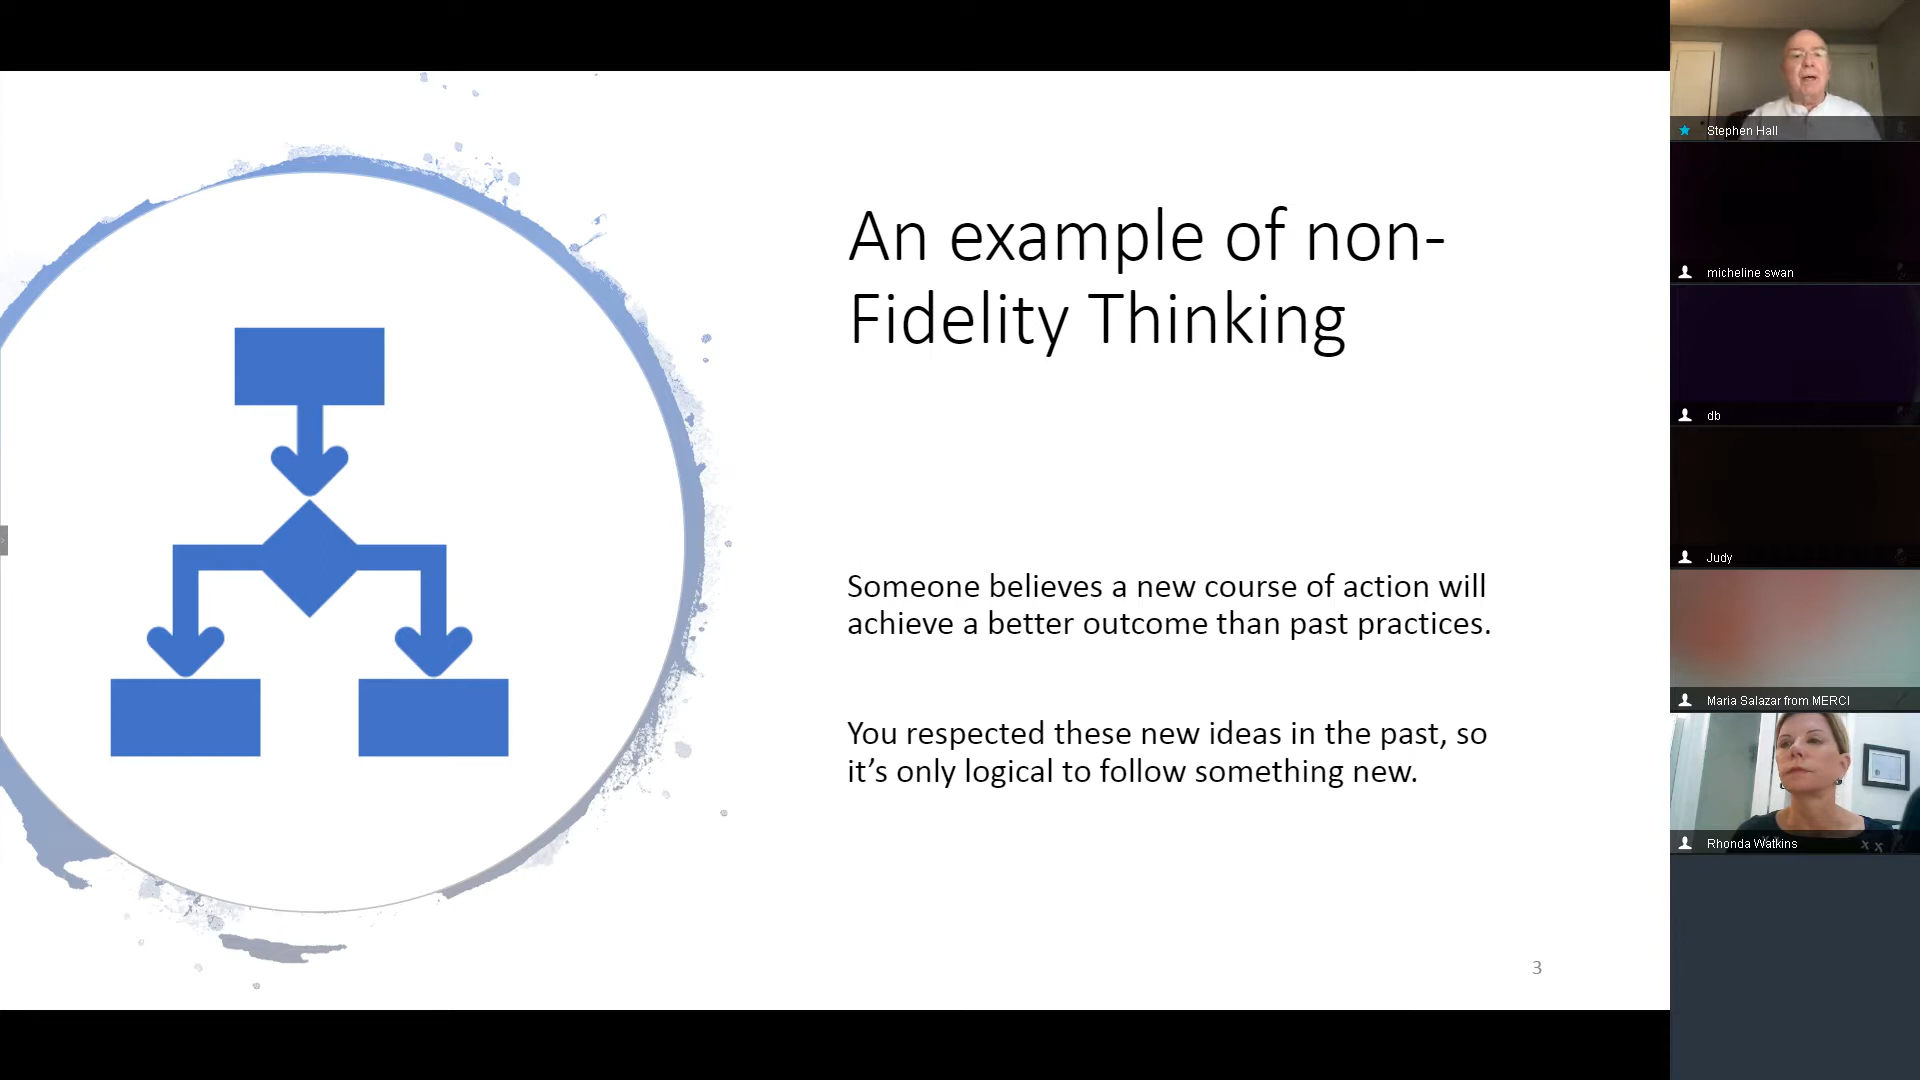 An example of non-
Fidelity Thinking
Someone believes a new course of action will
achieve a better outcome than past practices.
You respected these new ideas in the past, so
it’s only logical to follow something new.
3
Stephen Hall
micheline swan
db
Judy
Maria Salazar from MERCI
Rhonda Watkins